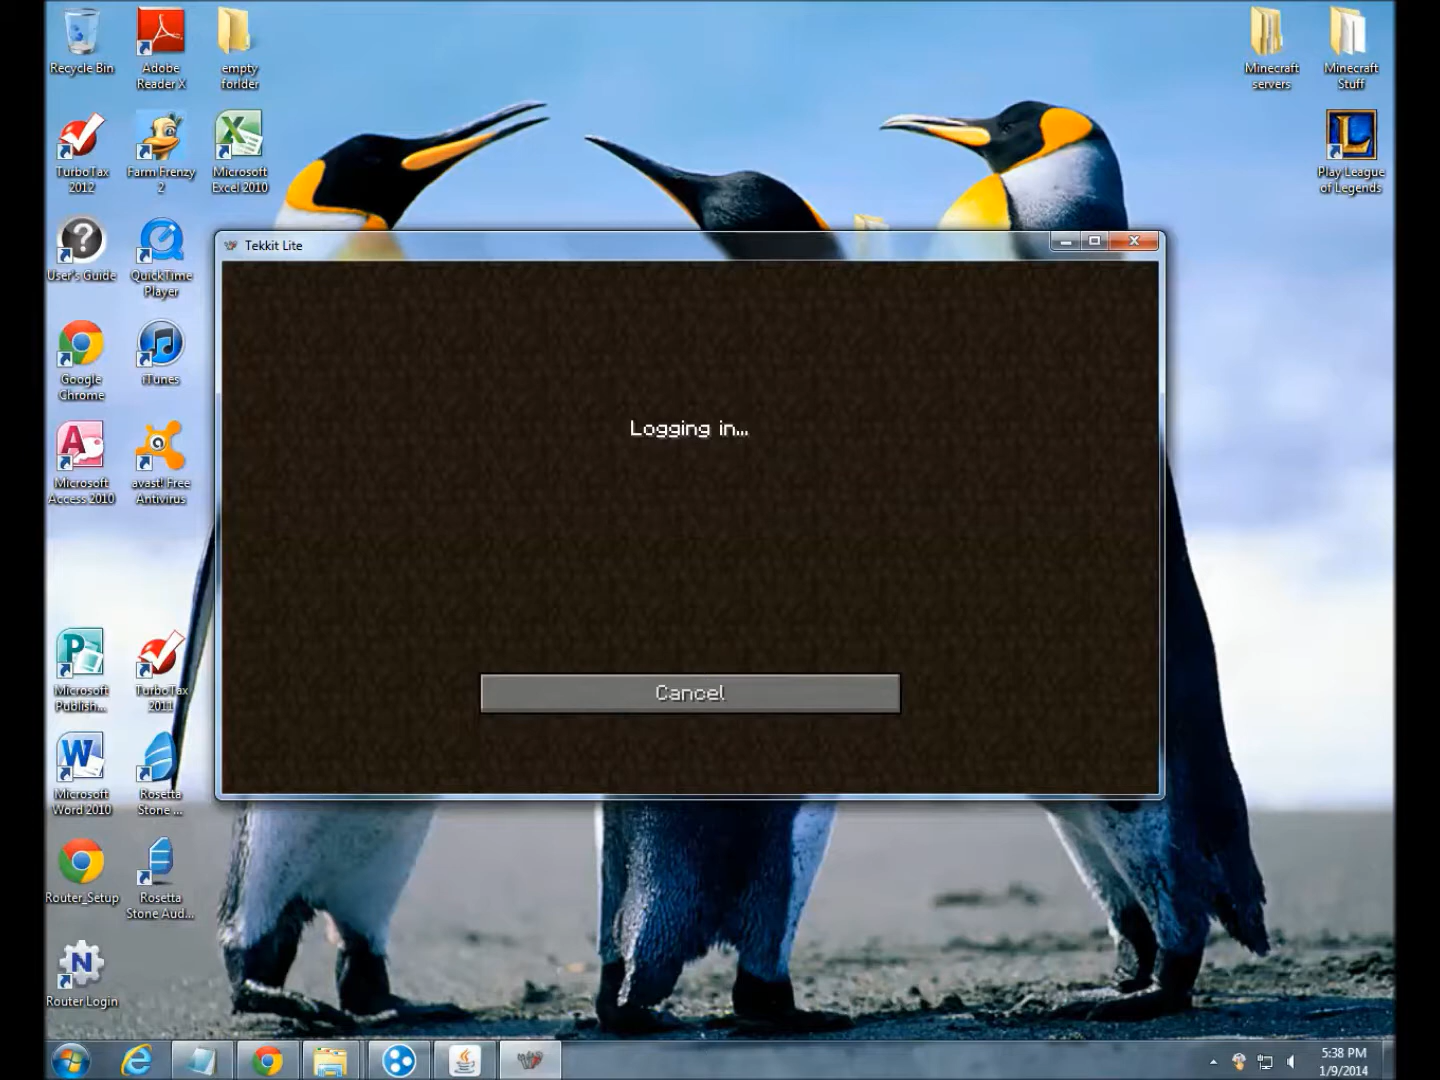 Recycle Bin
Adobe
Reader X
empty
forlder
Minecraft
servers
Minecraft
Stuff
TurboTax
2012
Farm Frenzy
2
Microsoft
Excel 2010
Play League
of Legends
Tekkit Lite
User's Guide
QuickTime
Player
Google
Chrome
iTunes
Logging in...
Microsoft
Access 2010
avast! Free
Antivirus
Microsoft
Publish...
TurboTax
2011
Cancel
Microsoft
Word 2010
Rosetta
Stone ...
Router_Setup
Rosetta
Stone Aud...
Router Login
5:38 PM
1/9/2014